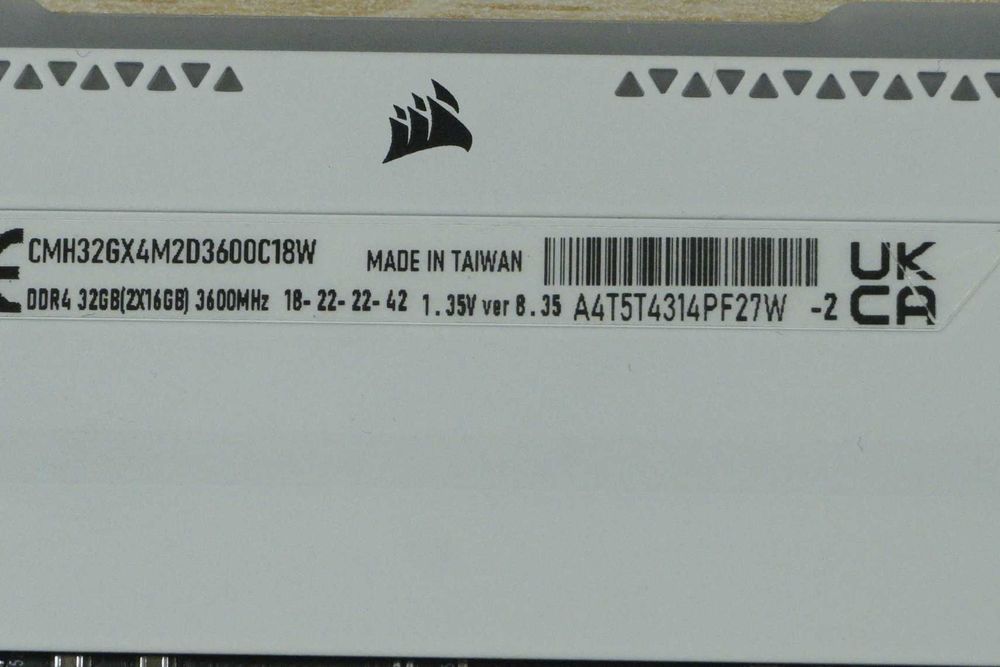 CMH32GX4M2D3600C18W
MADE IN TAIWAN
DDR4 32GB(2X16GB) 3600MHz 18-22-22-42 1.35V ver 8.35
A4T5T4314PF27W -2
UK
CA